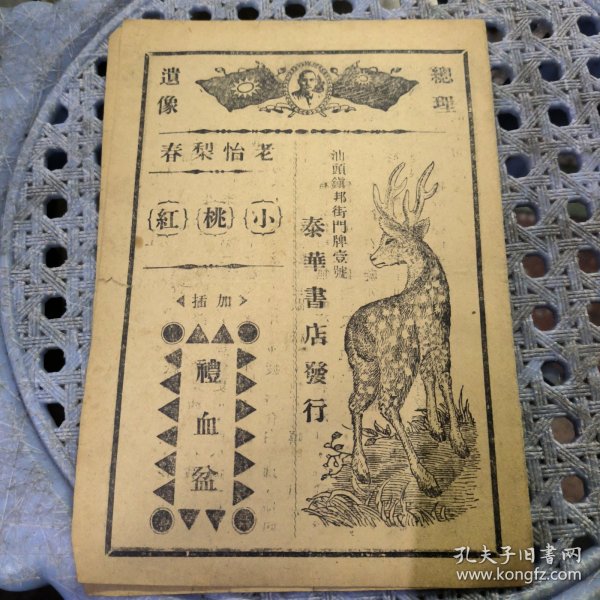 總理
遺像
老怡梨春
汕頭鎮邦街門牌壹號
泰華書店發行
{小}{桃}{紅}
加插
禮血盆
孔夫子旧书网
www.kongfz.com